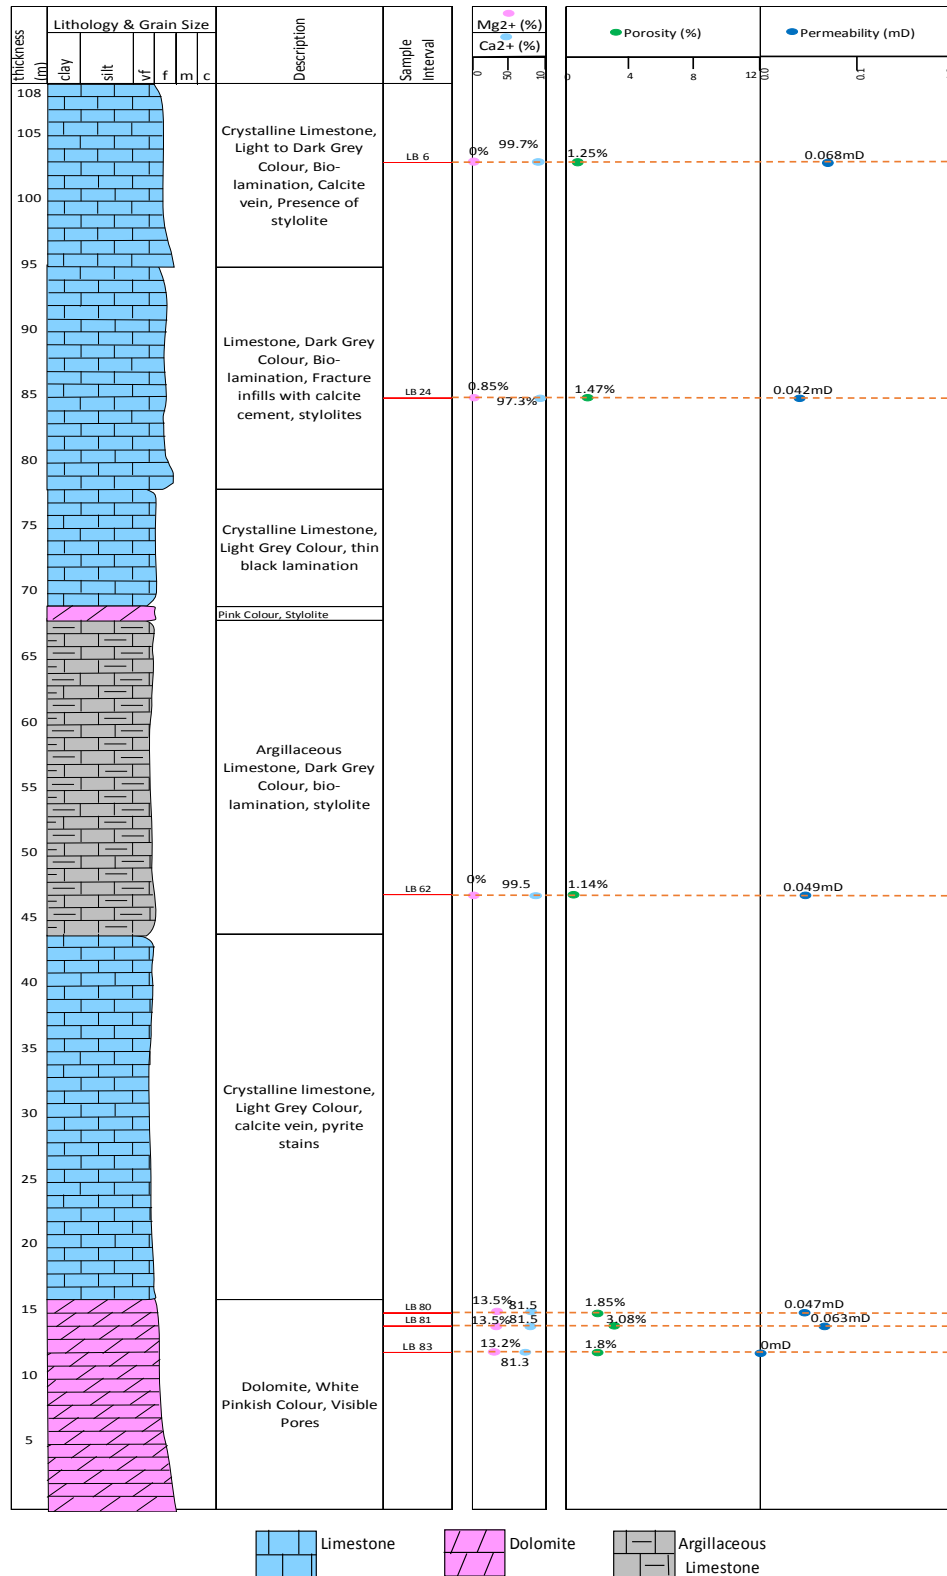 Lithology & Grain Size
thickness
(m)
clay
silt
vf
f
m
c
Description
Sample
Interval
Mg2+ (%)
Ca2+ (%)
0
50
10
Porosity (%)
0
4
8
12
Permeability (mD)
0.0
0.1
108
105
100
95
90
85
80
75
70
65
60
55
50
45
40
35
30
25
20
15
10
5
Crystalline Limestone,
Light to Dark Grey
Colour, Bio-
lamination, Calcite
vein, Presence of
stylolite
LB 6
0%
99.7%
1.25%
0.068mD
Limestone, Dark Grey
Colour, Bio-
lamination, Fracture
infills with calcite
cement, stylolites
LB 24
0.85%
97.3%
1.47%
0.042mD
Crystalline Limestone,
Light Grey Colour, thin
black lamination
Pink Colour, Stylolite
Argillaceous
Limestone, Dark Grey
Colour, bio-
lamination, stylolite
LB 62
0%
99.5
1.14%
0.049mD
Crystalline limestone,
Light Grey Colour,
calcite vein, pyrite
stains
LB 80
13.5%
81.5
1.85%
0.047mD
LB 81
13.5%
81.5
3.08%
0.063mD
LB 83
13.2%
81.3
1.8%
0mD
Dolomite, White
Pinkish Colour, Visible
Pores
Limestone
Dolomite
Argillaceous
Limestone